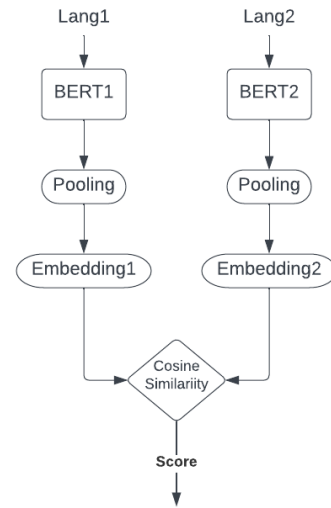 Lang1
Lang2
BERT1
BERT2
Pooling
Pooling
Embedding1
Embedding2
Cosine
Similariity
Score